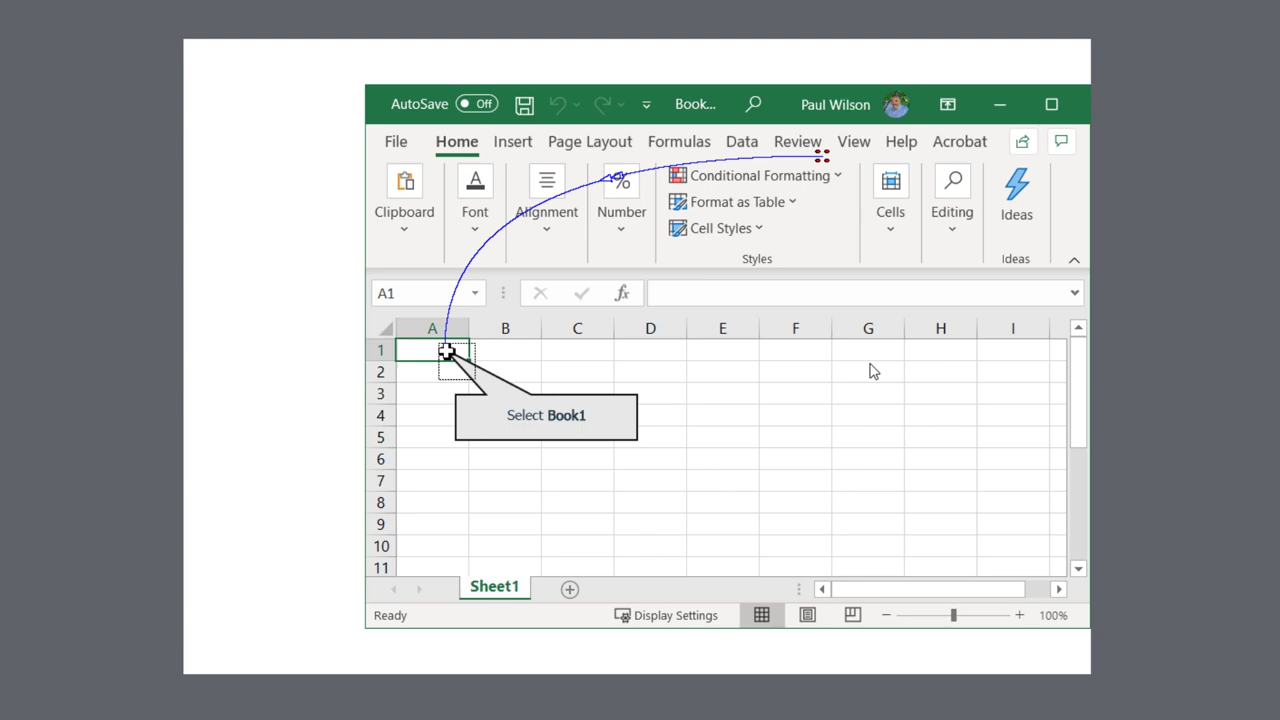 AutoSave Off Book... Paul Wilson
File Home Insert Page Layout Formulas Data Review View Help Acrobat
Clipboard Font Alignment % Number
Conditional Formatting
Format as Table
Cell Styles
Styles
Cells Editing Ideas
Ideas
A1 fx
A B C D E F G H I
1
2
3
4
5
6
7
8
9
10
11
Select Book1
Sheet1
Ready Display Settings 100%